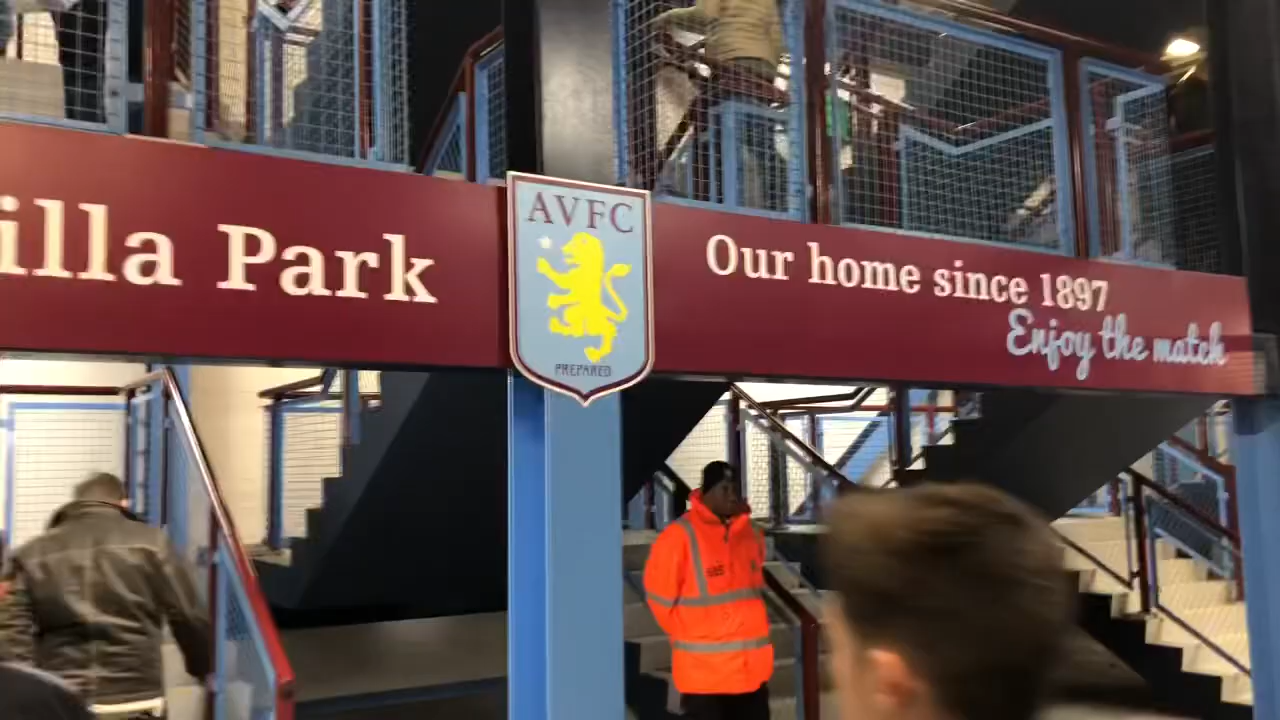 illa Park
AVFC
PREPARED
Our home since 1897
Enjoy the match